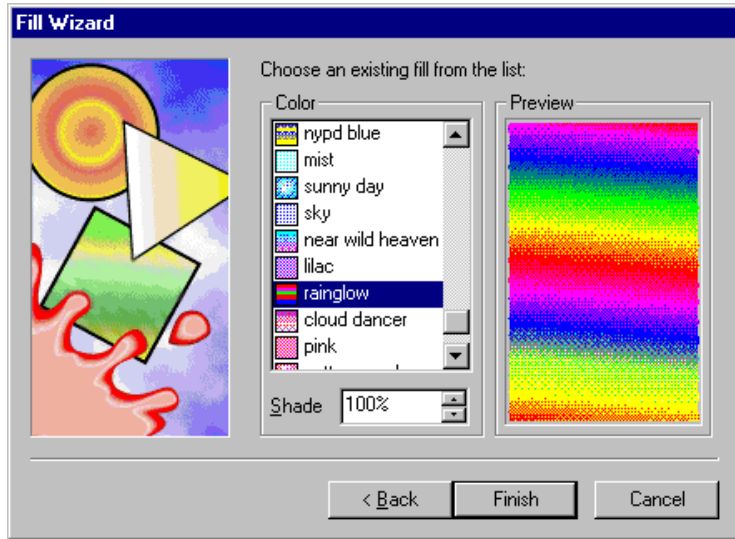 Fill Wizard
Choose an existing fill from the list:
Color
Preview
nypd blue
mist
sunny day
sky
near wild heaven
lilac
rainglow
cloud dancer
pink
Shade 100%
< Back Finish Cancel